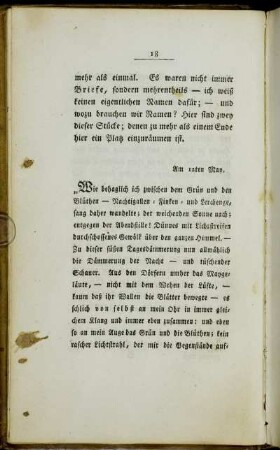 18
mehr als einmal. Es waren nicht immer
Briefe, sondern mehrentheils — ich weiß
keinen eigentlichen Namen dafür; — und
wozu brauchen wir Namen? Hier sind zwey
dieser Stücke; denen zu mehr als einem Ende
hier ein Platz einzuräumen ist.
Am 10ten May.
„Wie behaglich ich zwischen dem Grün und den
Blüthen — Nachtigallen- Finken- und Lerchenge-
sang daher wandelte; der weichenden Sonne nach;
entgegen der Abendstille! Dünnes mit Lichtstreifen
durchschossenes Gewölk über den ganzen Himmel. —
Zu dieser süßen Tagesdämmerung nun allmählich
die Dämmerung der Nacht — und täuschender
Schauer. Aus den Dörfern umher das Mayge-
läute, — nicht mit dem Wehen der Lüfte, —
kaum daß ihr Wallen die Blätter bewegte — es
schlich von selbst an mein Ohr in immer glei-
chem Klang und immer eben zusammen: und eben
so an mein Auge das Grün und die Blüthen; kein
rascher Lichtstrahl, der mir die Gegenstände auf-